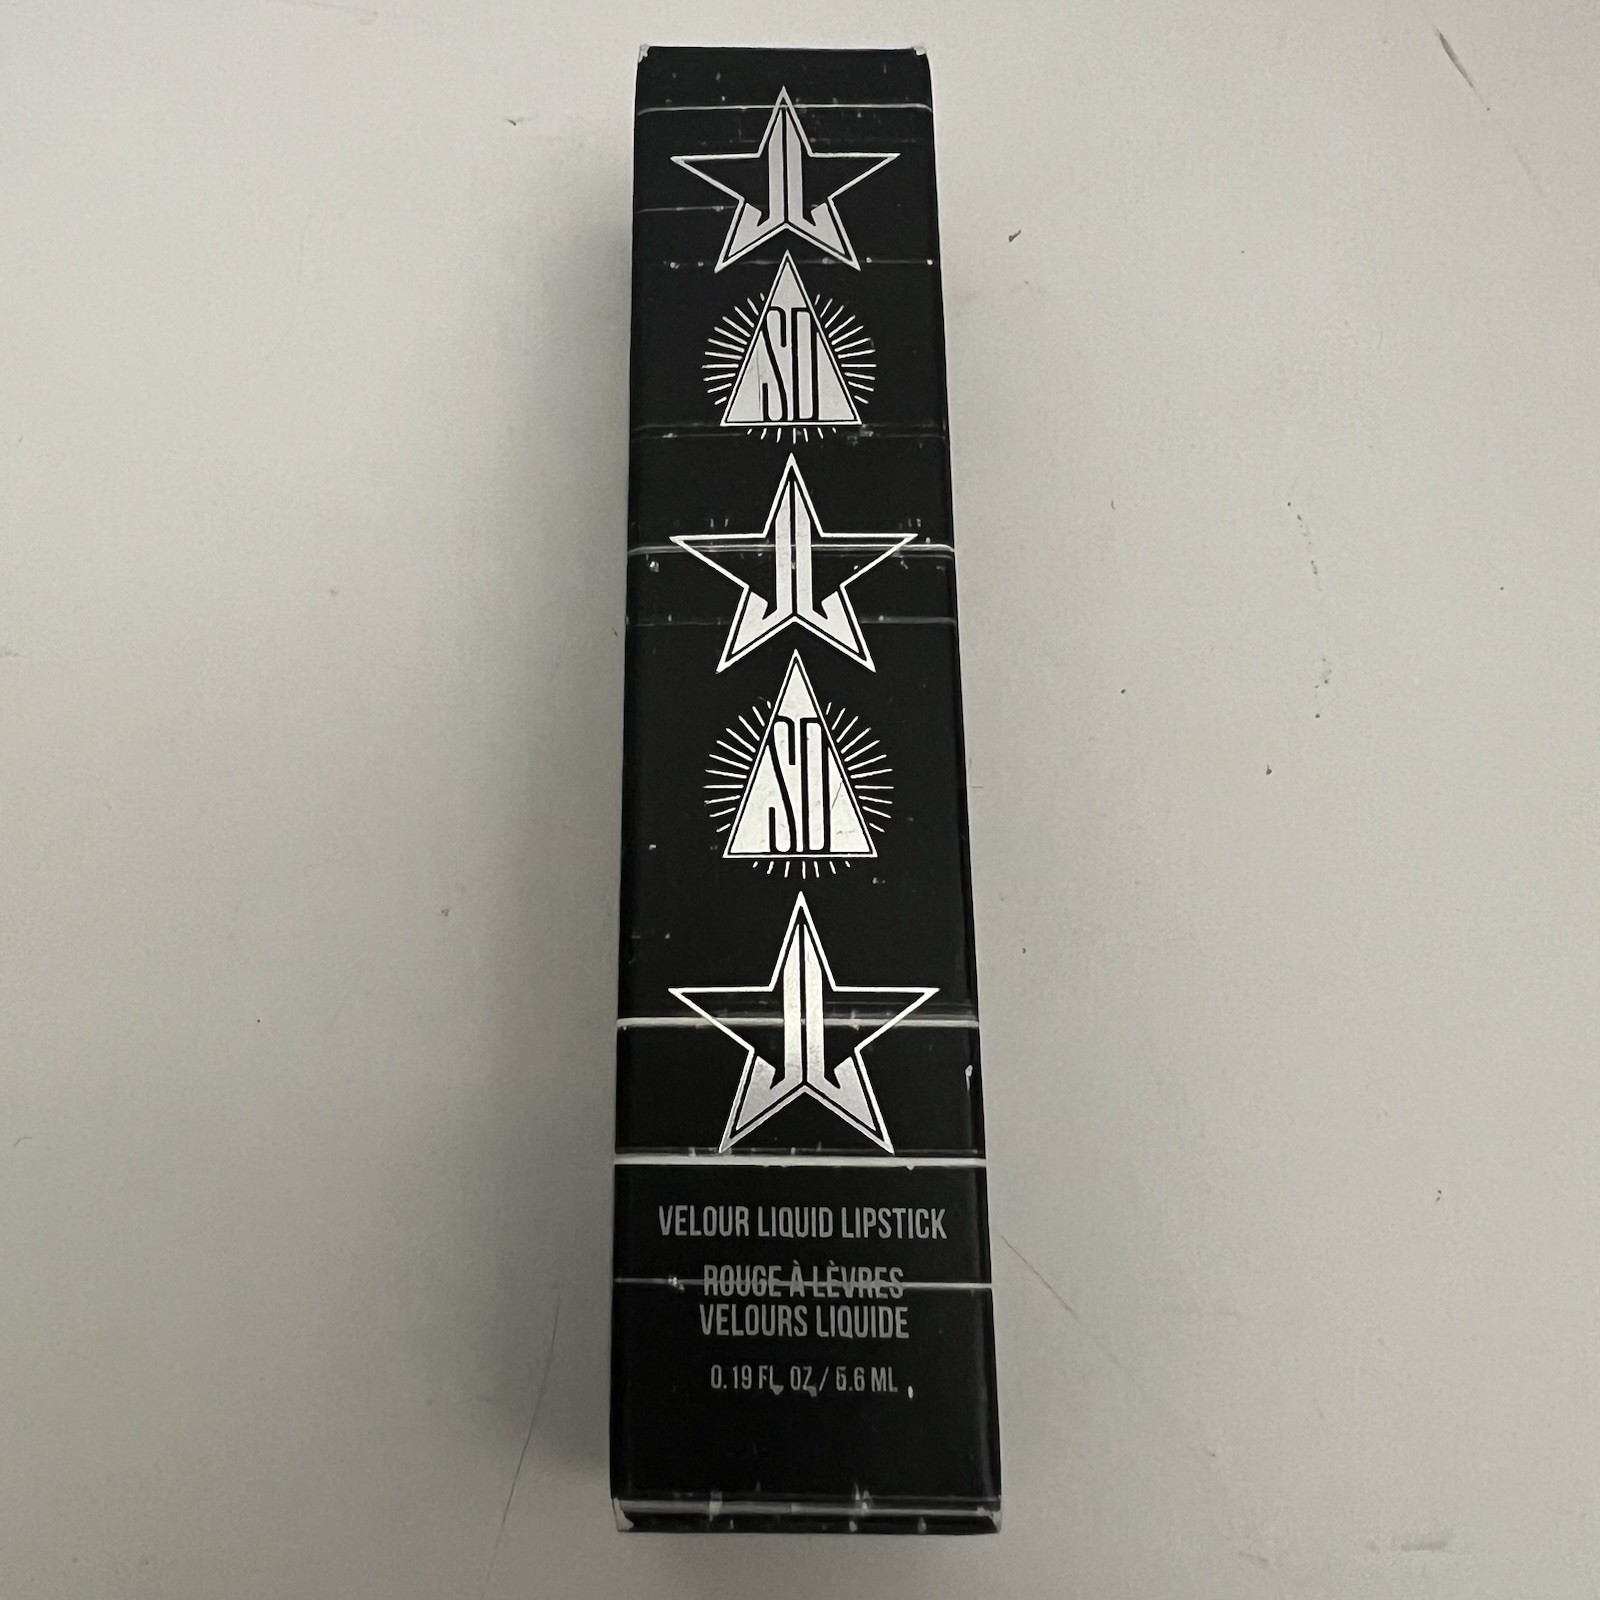 VELOUR LIQUID LIPSTICK
ROUGE À LÈVRES
VELOURS LIQUIDE
0.19 FL. OZ / 5.6 ML